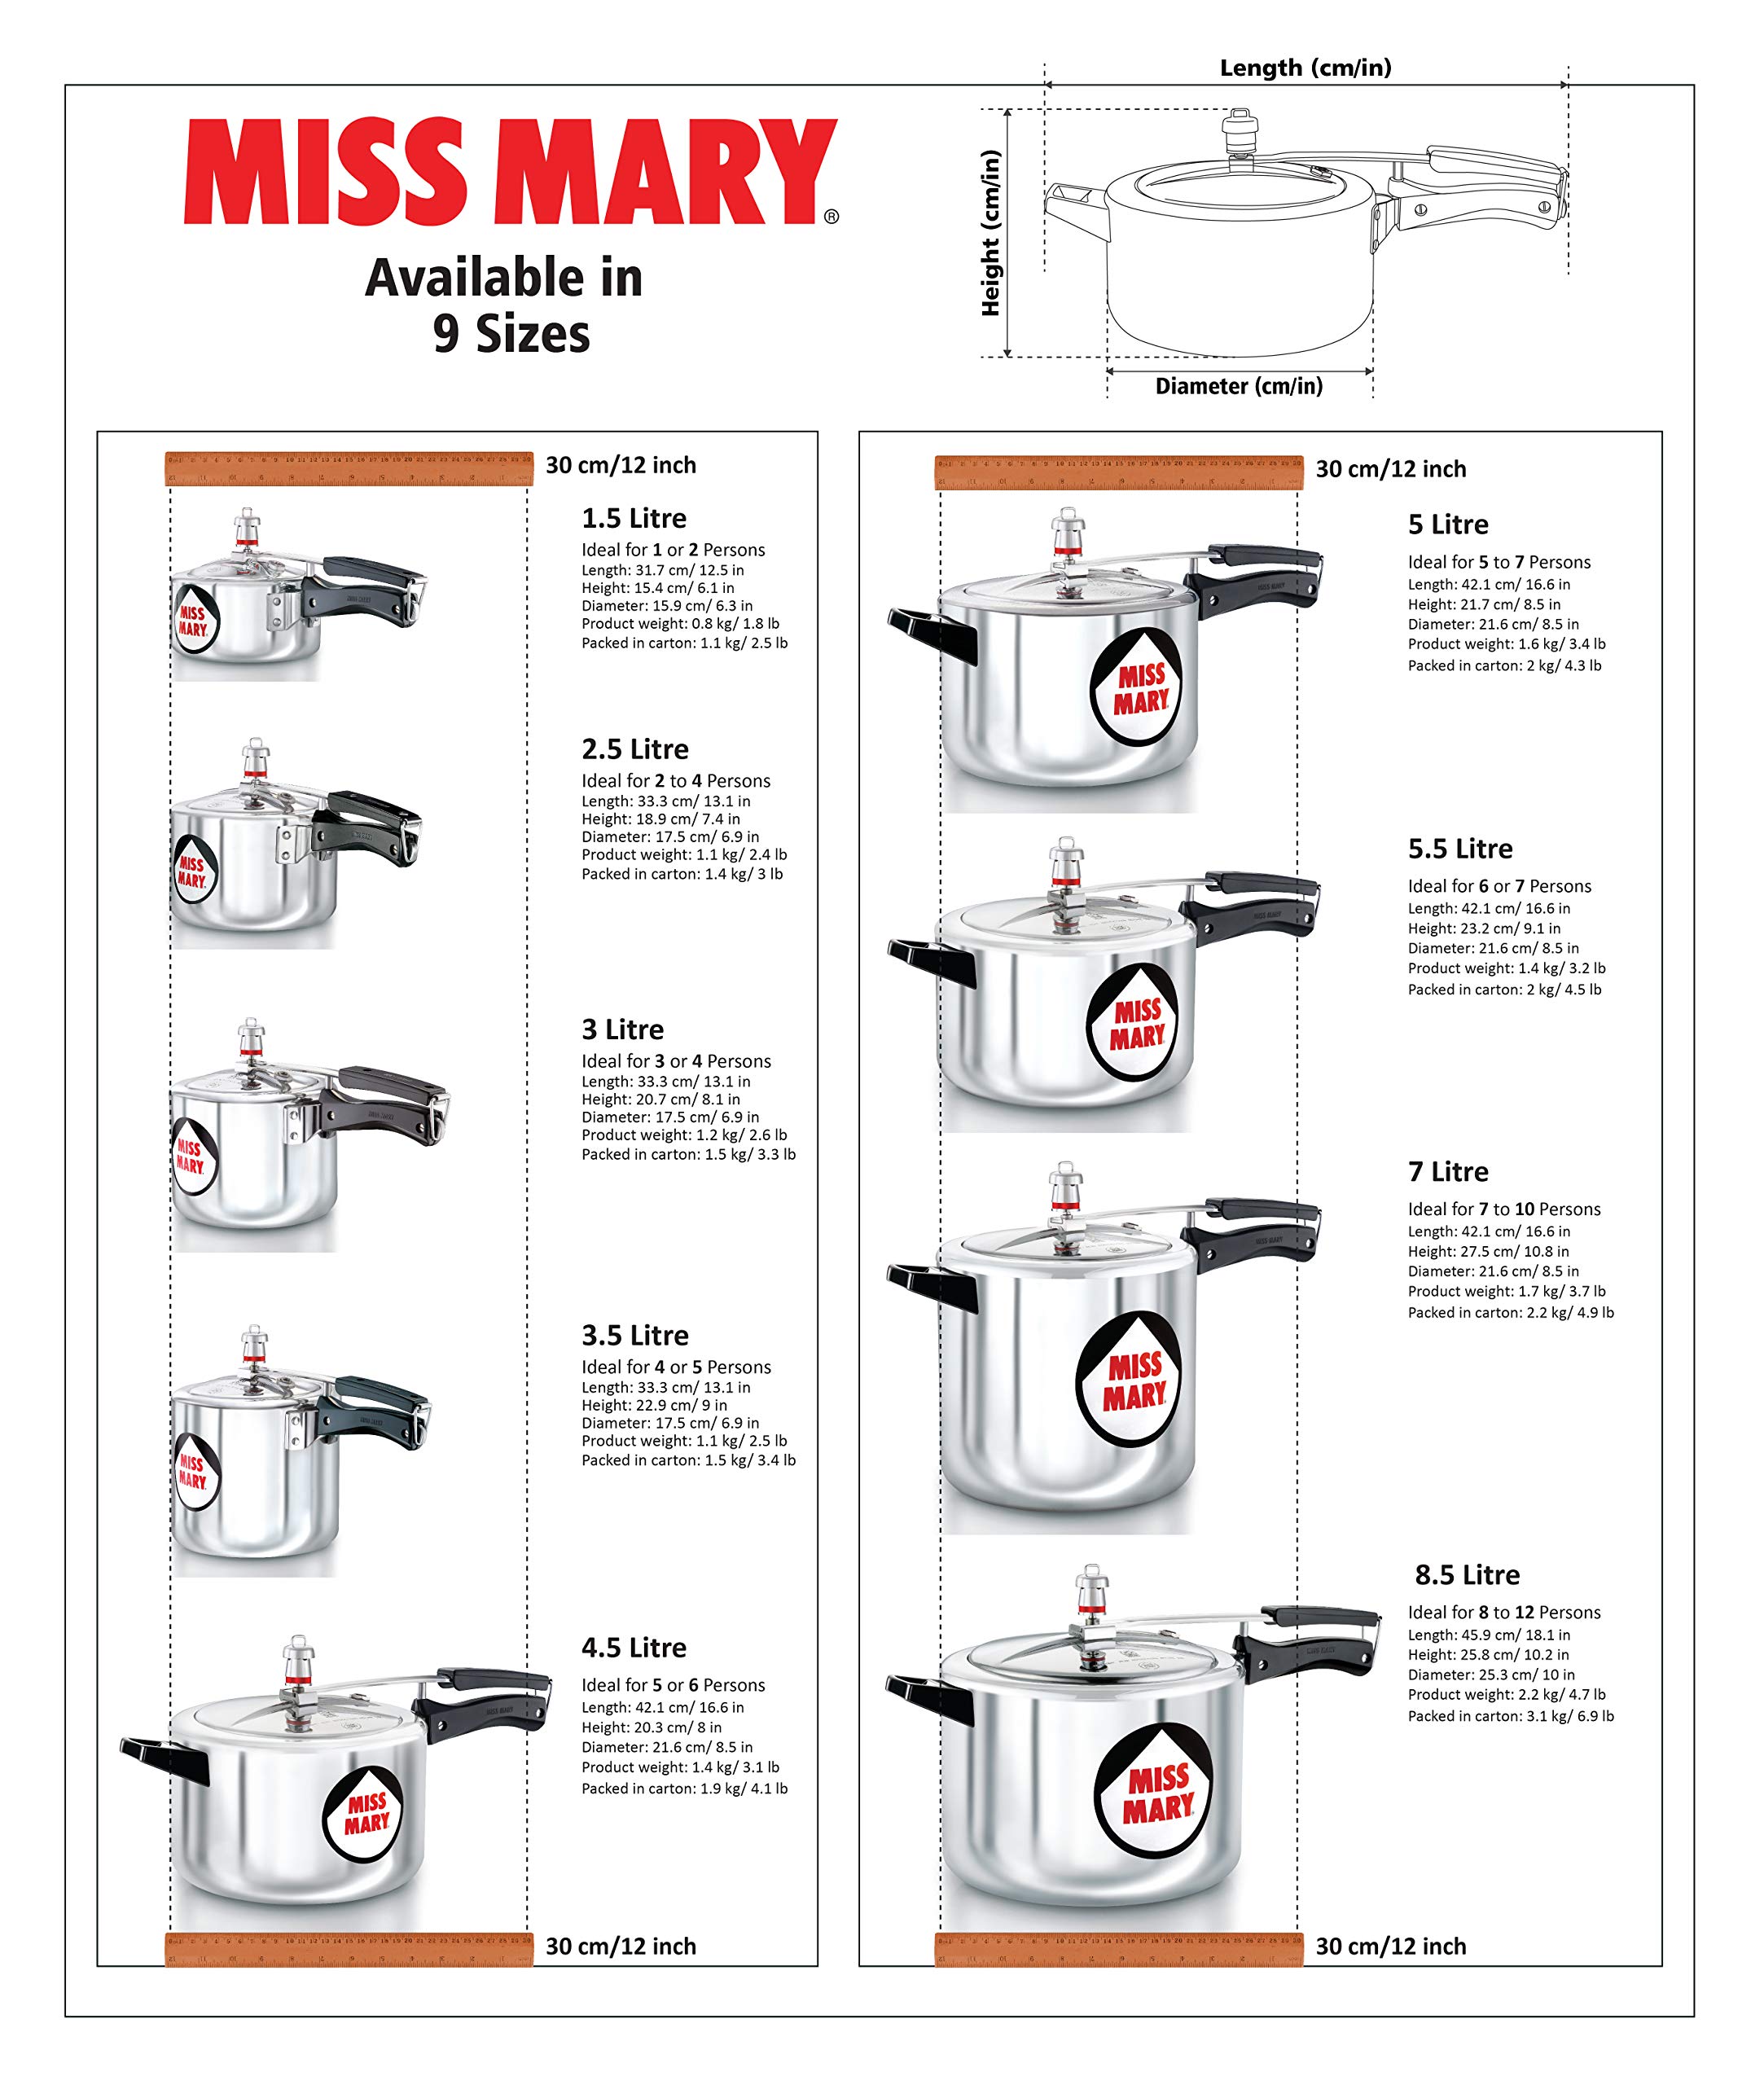 MISS MARY®
Available in
9 Sizes
Length (cm/in)
Height (cm/in)
Diameter (cm/in)
30 cm/12 inch
1.5 Litre
Ideal for 1 or 2 Persons
Length: 31.7 cm/ 12.5 in
Height: 15.4 cm/ 6.1 in
Diameter: 15.9 cm/ 6.3 in
Product weight: 0.8 kg/ 1.8 lb
Packed in carton: 1.1 kg/ 2.5 lb
MISS
MARY
2.5 Litre
Ideal for 2 to 4 Persons
Length: 33.3 cm/ 13.1 in
Height: 18.9 cm/ 7.4 in
Diameter: 17.5 cm/ 6.9 in
Product weight: 1.1 kg/ 2.4 lb
Packed in carton: 1.4 kg/ 3 lb
MISS
MARY
3 Litre
Ideal for 3 or 4 Persons
Length: 33.3 cm/ 13.1 in
Height: 20.7 cm/ 8.1 in
Diameter: 17.5 cm/ 6.9 in
Product weight: 1.2 kg/ 2.6 lb
Packed in carton: 1.5 kg/ 3.3 lb
MISS
MARY
3.5 Litre
Ideal for 4 or 5 Persons
Length: 33.3 cm/ 13.1 in
Height: 22.9 cm/ 9 in
Diameter: 17.5 cm/ 6.9 in
Product weight: 1.1 kg/ 2.5 lb
Packed in carton: 1.5 kg/ 3.4 lb
MISS
MARY
4.5 Litre
Ideal for 5 or 6 Persons
Length: 42.1 cm/ 16.6 in
Height: 20.3 cm/ 8 in
Diameter: 21.6 cm/ 8.5 in
Product weight: 1.4 kg/ 3.1 lb
Packed in carton: 1.9 kg/ 4.1 lb
MISS
MARY
30 cm/12 inch
30 cm/12 inch
5 Litre
Ideal for 5 to 7 Persons
Length: 42.1 cm/ 16.6 in
Height: 21.7 cm/ 8.5 in
Diameter: 21.6 cm/ 8.5 in
Product weight: 1.6 kg/ 3.4 lb
Packed in carton: 2 kg/ 4.3 lb
MISS
MARY
5.5 Litre
Ideal for 6 or 7 Persons
Length: 42.1 cm/ 16.6 in
Height: 23.2 cm/ 9.1 in
Diameter: 21.6 cm/ 8.5 in
Product weight: 1.4 kg/ 3.2 lb
Packed in carton: 2 kg/ 4.5 lb
MISS
MARY
7 Litre
Ideal for 7 to 10 Persons
Length: 42.1 cm/ 16.6 in
Height: 27.5 cm/ 10.8 in
Diameter: 21.6 cm/ 8.5 in
Product weight: 1.7 kg/ 3.7 lb
Packed in carton: 2.2 kg/ 4.9 lb
MISS
MARY
8.5 Litre
Ideal for 8 to 12 Persons
Length: 45.9 cm/ 18.1 in
Height: 25.8 cm/ 10.2 in
Diameter: 25.3 cm/ 10 in
Product weight: 2.2 kg/ 4.7 lb
Packed in carton: 3.1 kg/ 6.9 lb
MISS
MARY
30 cm/12 inch